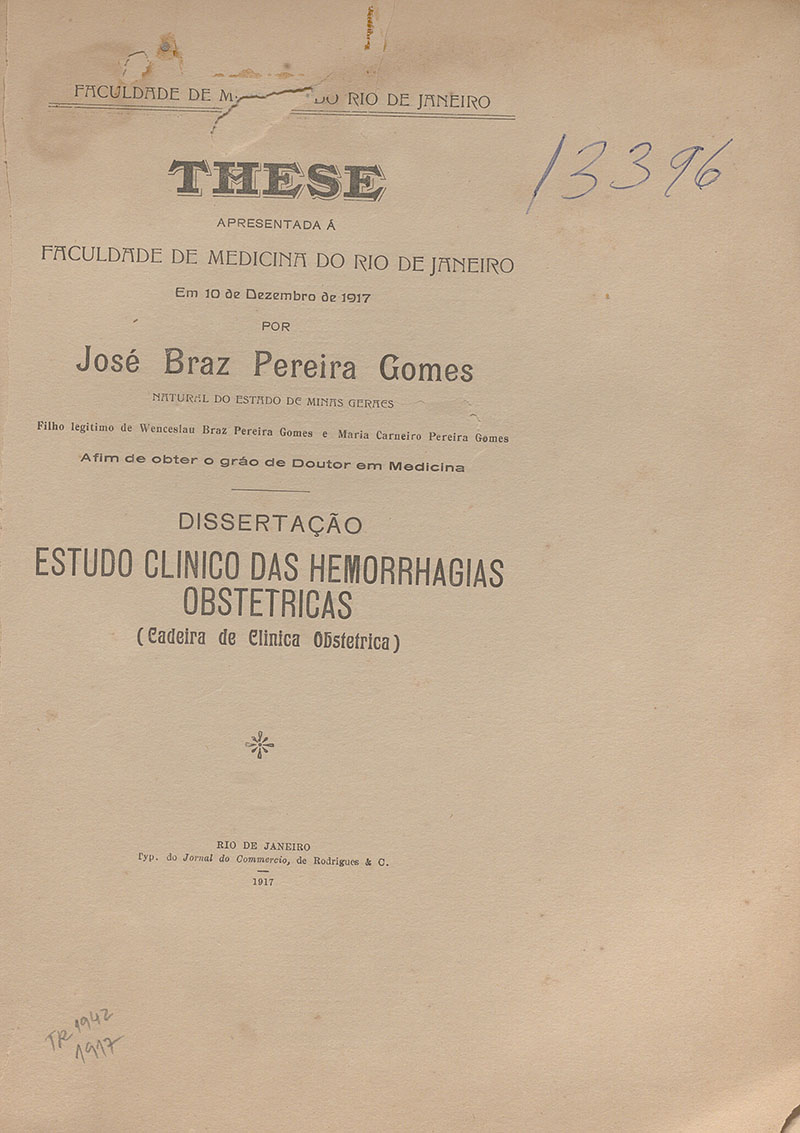 FACULDADE DE M DO RIO DE JANEIRO
13396
THESE
APRESENTADA Á
FACULDADE DE MEDICINA DO RIO DE JANEIRO
Em 10 de Dezembro de 1917
POR
José Braz Pereira Gomes
NATURAL DO ESTADO DE MINAS GERAES
Filho legitimo de Wenceslau Braz Pereira Gomes e Maria Carneiro Pereira Gomes
Afim de obter o gráo de Doutor em Medicina
DISSERTAÇÃO
ESTUDO CLINICO DAS HEMORRHAGIAS
OBSTETRICAS
(Cadeira de Clinica Obstetrica)
RIO DE JANEIRO
Typ. do Jornal do Commercio, de Rodrigues & C.
1917
TR 1942
1917